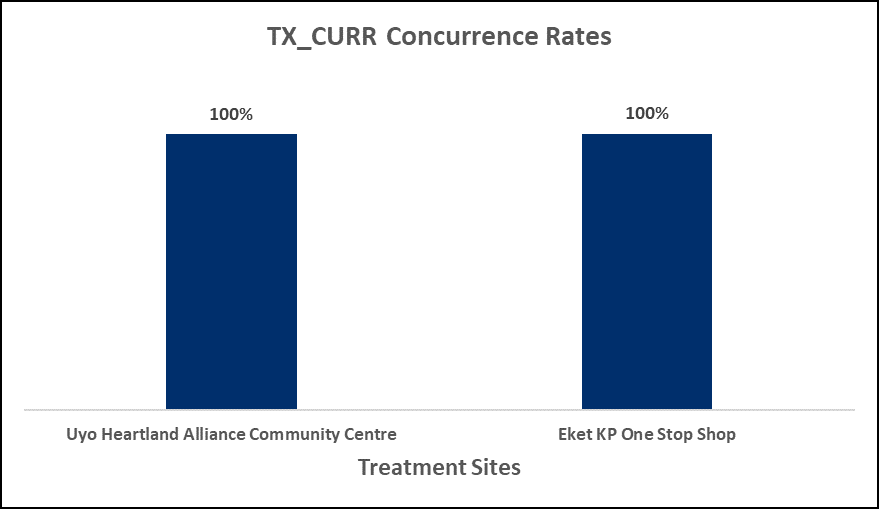 TX_CURR Concurrence Rates
100%
100%
Uyo Heartland Alliance Community Centre
Eket KP One Stop Shop
Treatment Sites